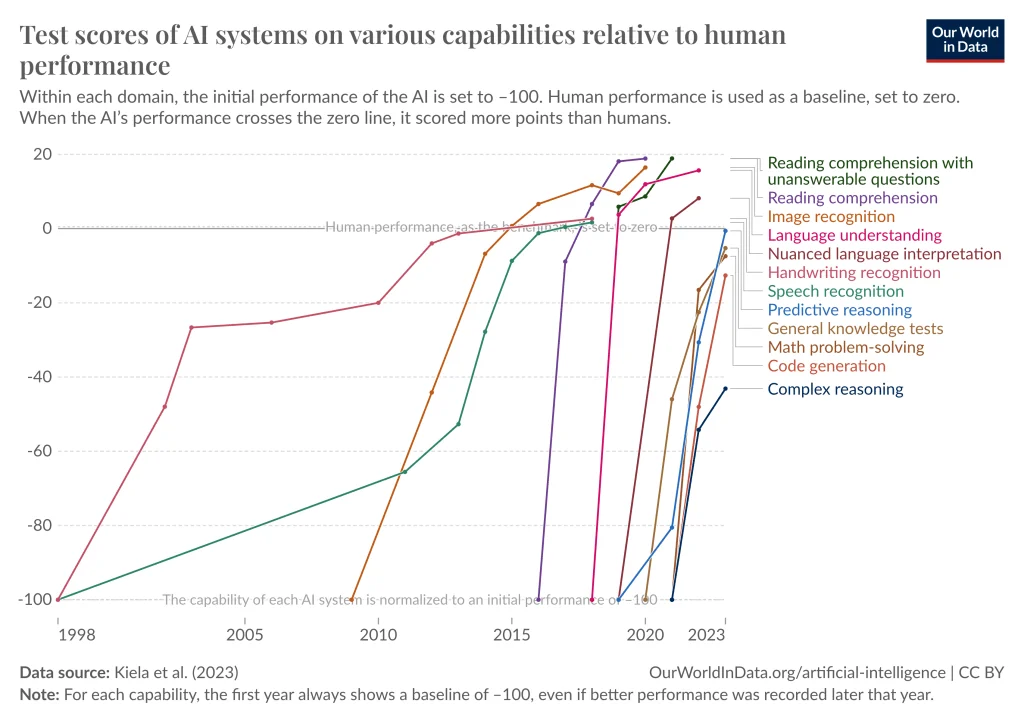 Test scores of AI systems on various capabilities relative to human
performance
Our World
in Data
Within each domain, the initial performance of the AI is set to –100. Human performance is used as a baseline, set to zero.
When the AI's performance crosses the zero line, it scored more points than humans.
20
0
-20
-40
-60
-80
-100
Human performance, as the benchmark, is set to zero
The capability of each AI system is normalized to an initial performance of –100
1998
2005
2010
2015
2020
2023
Reading comprehension with
unanswerable questions
Reading comprehension
Image recognition
Language understanding
Nuanced language interpretation
Handwriting recognition
Speech recognition
Predictive reasoning
General knowledge tests
Math problem-solving
Code generation
Complex reasoning
Data source: Kiela et al. (2023)
OurWorldInData.org/artificial-intelligence | CC BY
Note: For each capability, the first year always shows a baseline of –100, even if better performance was recorded later that year.